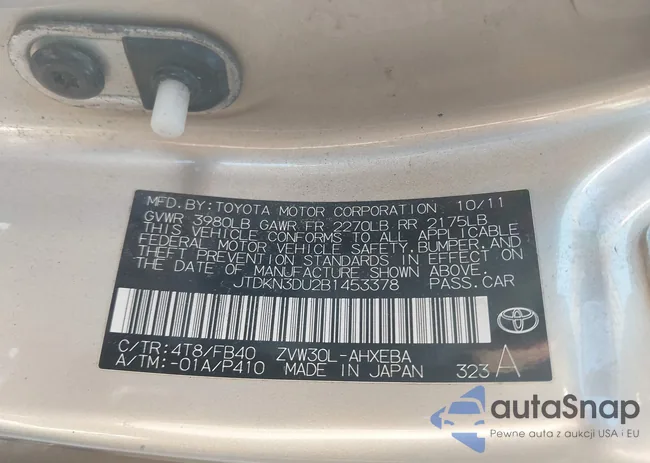 MFD.BY: TOYOTA MOTOR CORPORATION 10/11
GVWR 3980LB GAWR FR 2270LB RR 2175LB
THIS VEHICLE CONFORMS TO ALL APPLICABLE
FEDERAL MOTOR VEHICLE SAFETY, BUMPER, AND
THEFT PREVENTION STANDARDS IN EFFECT ON
THE DATE OF MANUFACTURE SHOWN ABOVE.
JTDKN3DU2B1453378 PASS.CAR
C/TR:4T8/FB40 ZVW30L-AHXEBA
A/TM:-01A/P410 MADE IN JAPAN 323 A
autaSnap
Pewne auta z aukcji USA i EU